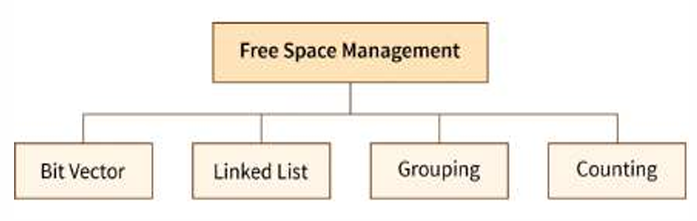 Free Space Management
Bit Vector
Linked List
Grouping
Counting